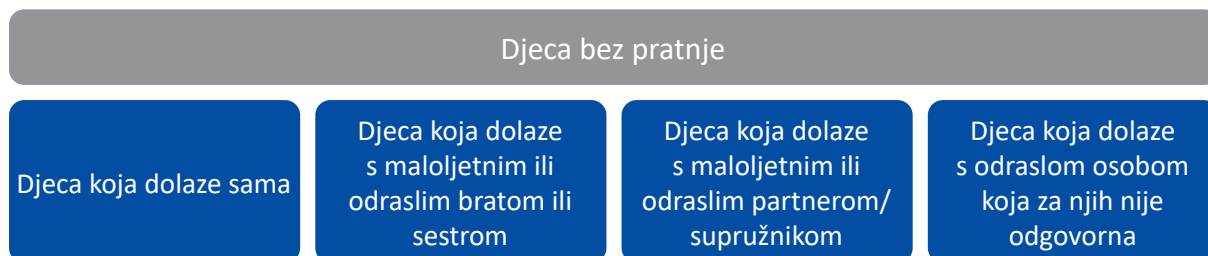 Djeca bez pratnje
Djeca koja dolaze sama
Djeca koja dolaze
s maloljetnim ili
odraslim bratom ili
sestrom
Djeca koja dolaze
s maloljetnim ili
odraslim partnerom/
supružnikom
Djeca koja dolaze
s odraslom osobom
koja za njih nije
odgovorna